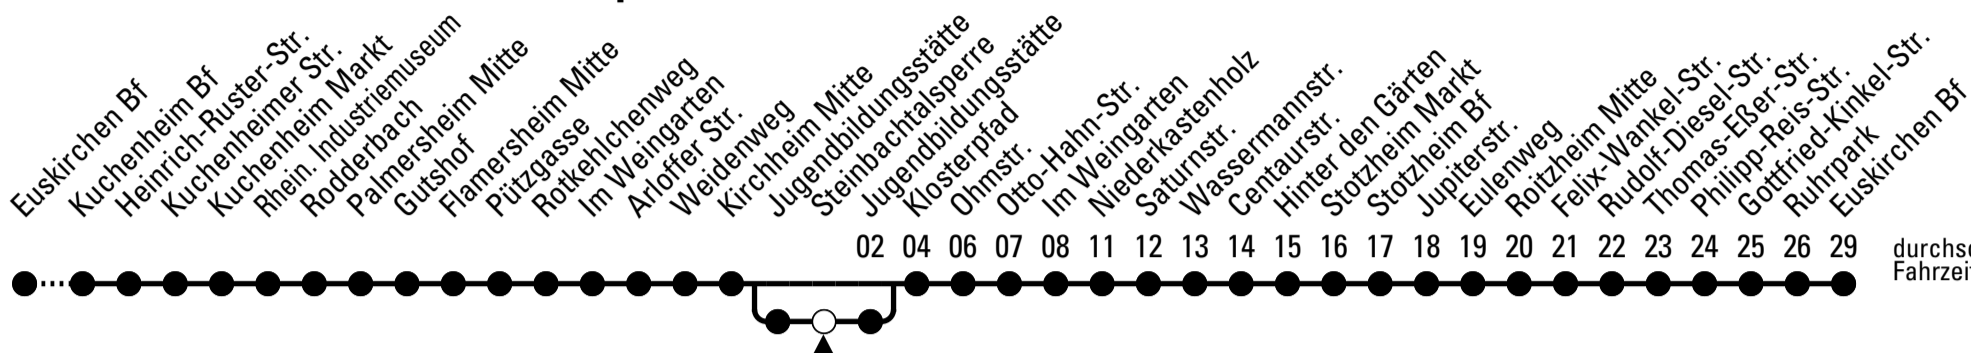 Euskirchen Bf
Kuchenheim Bf
Heinrich-Ruster-Str.
Kuchenheimer Str.
Kuchenheim Markt
Rhein. Industriemuseum
Rodderbach
Palmersheim Mitte
Gutshof
Flamersheim Mitte
Pützgasse
Rotkehlchenweg
Im Weingarten
Arloffer Str.
Weidenweg
Kirchheim Mitte
Jugendbildungsstätte
Steinbachtalsperre
Jugendbildungsstätte
Klosterpfad
Ohmstr.
Otto-Hahn-Str.
Im Weingarten
Niederkastenholz
Saturnstr.
Wassermannstr.
Centaurstr.
Hinter den Gärten
Stotzheim Markt
Stotzheim Bf
Jupiterstr.
Eulenweg
Roitzheim Mitte
Felix-Wankel-Str.
Rudolf-Diesel-Str.
Thomas-Eßer-Str.
Philipp-Reis-Str.
Gottfried-Kinkel-Str.
Ruhrpark
Euskirchen Bf
02 04 06 07 08 11 12 13 14 15 16 17 18 19 20 21 22 23 24 25 26 29